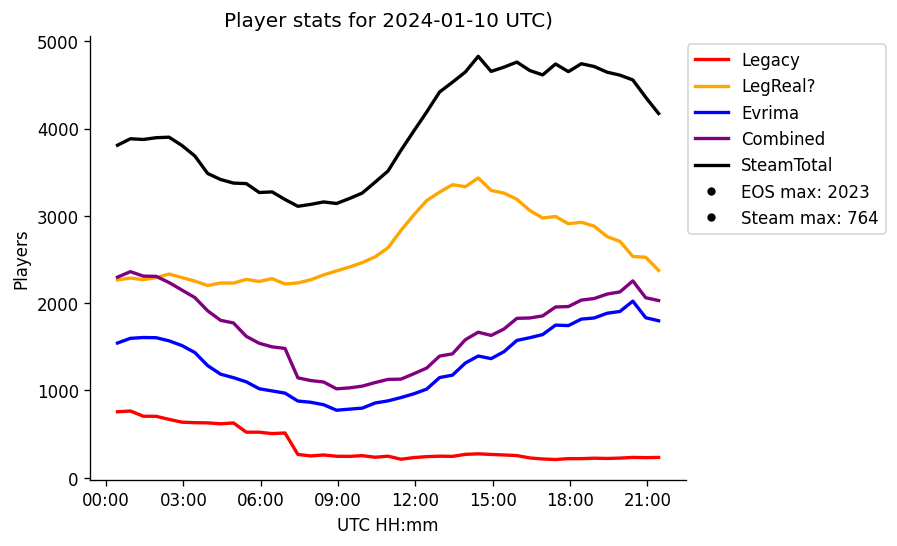 Player stats for 2024-01-10 UTC)
5000
4000
3000
2000
1000
0
Players
00:00 03:00 06:00 09:00 12:00 15:00 18:00 21:00
UTC HH:mm
Legacy
LegReal?
Evrima
Combined
SteamTotal
EOS max: 2023
Steam max: 764